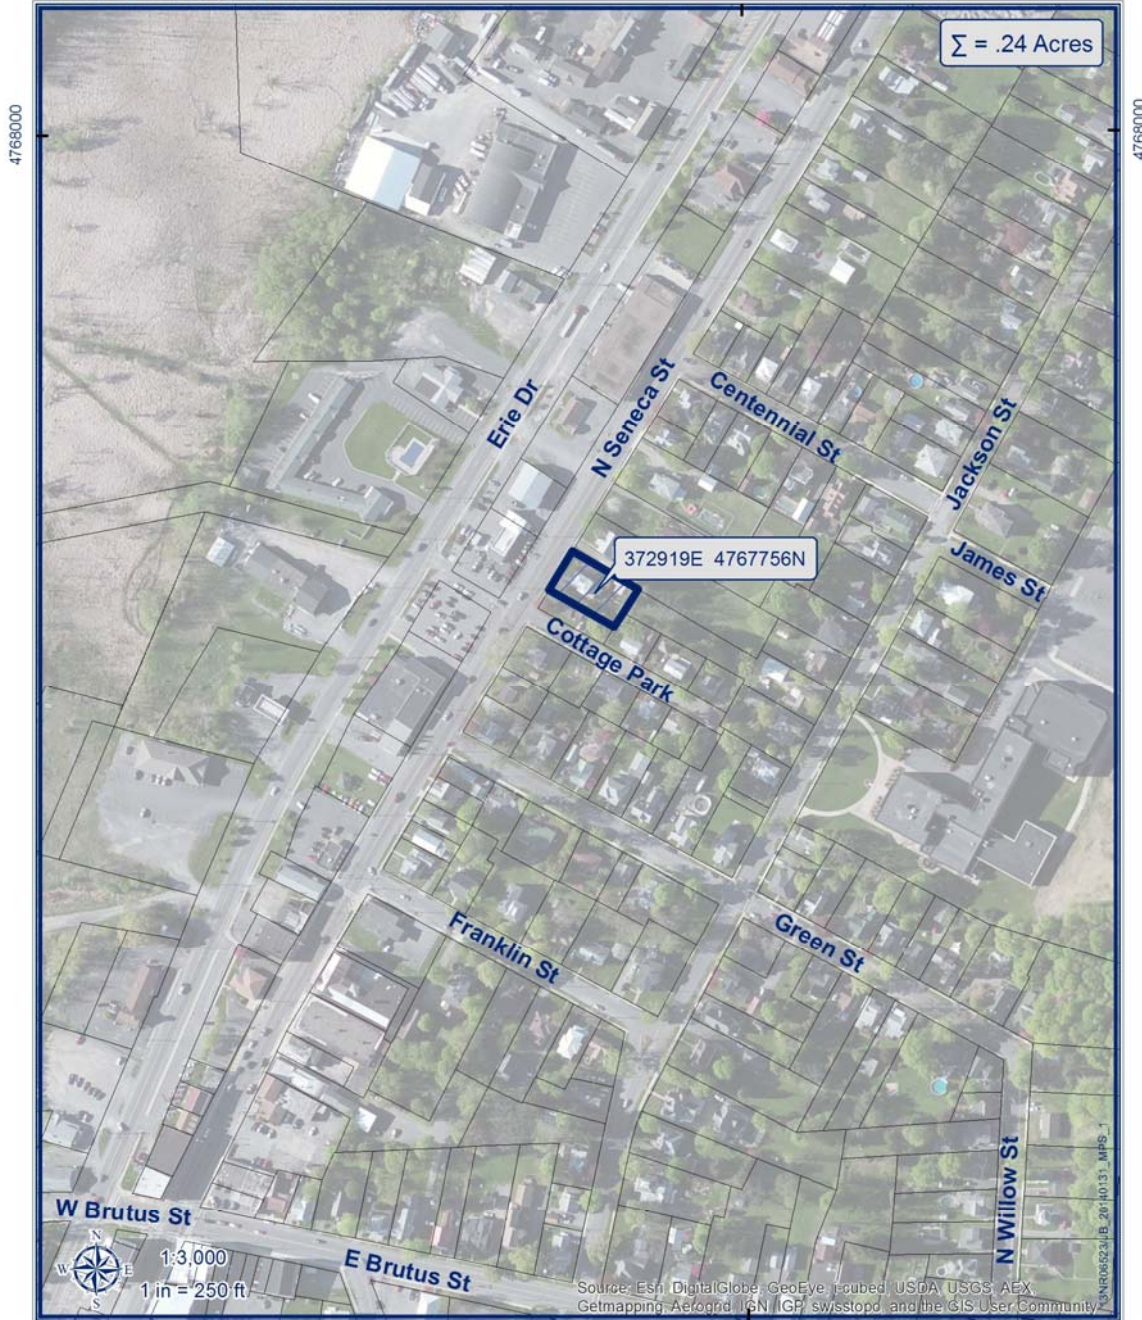 ∑ = .24 Acres
4768000
4768000
Erie Dr
N Seneca St
Centennial St
Jackson St
James St
372919E 4767756N
Cottage Park
Franklin St
Green St
N Willow St
W Brutus St
E Brutus St
N
W E
S
1:3,000
1 in = 250 ft
Source: Esri, DigitalGlobe, GeoEye, i-cubed, USDA, USGS, AEX,
Getmapping, Aerogrid, IGN, IGP, swisstopo, and the GIS User Community